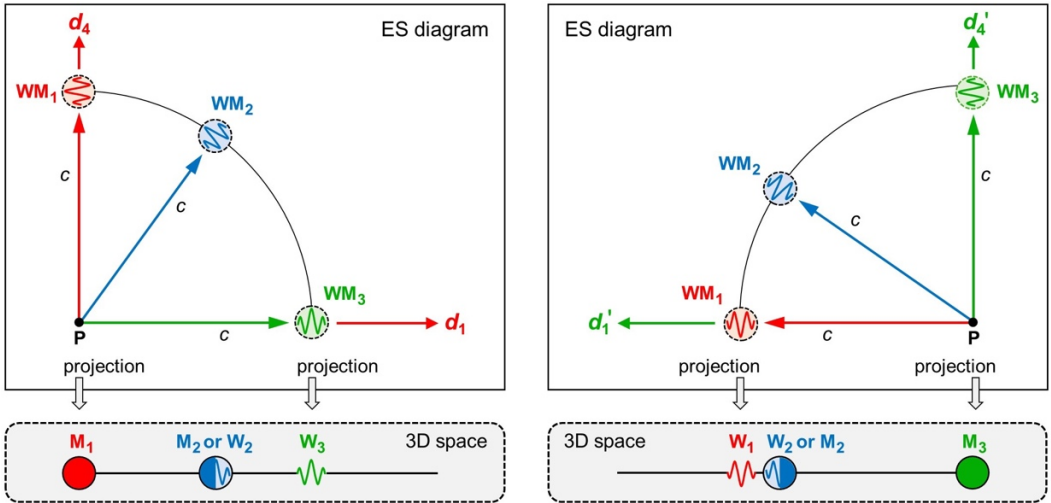 d₄
ES diagram
WM₁
WM₂
c
c
WM₃
c
d₁
P
projection
projection
M₁
M₂ or W₂
W₃
3D space
ES diagram
d₄'
WM₃
WM₂
c
c
WM₁
d₁'
c
P
projection
projection
3D space
W₁
W₂ or M₂
M₃